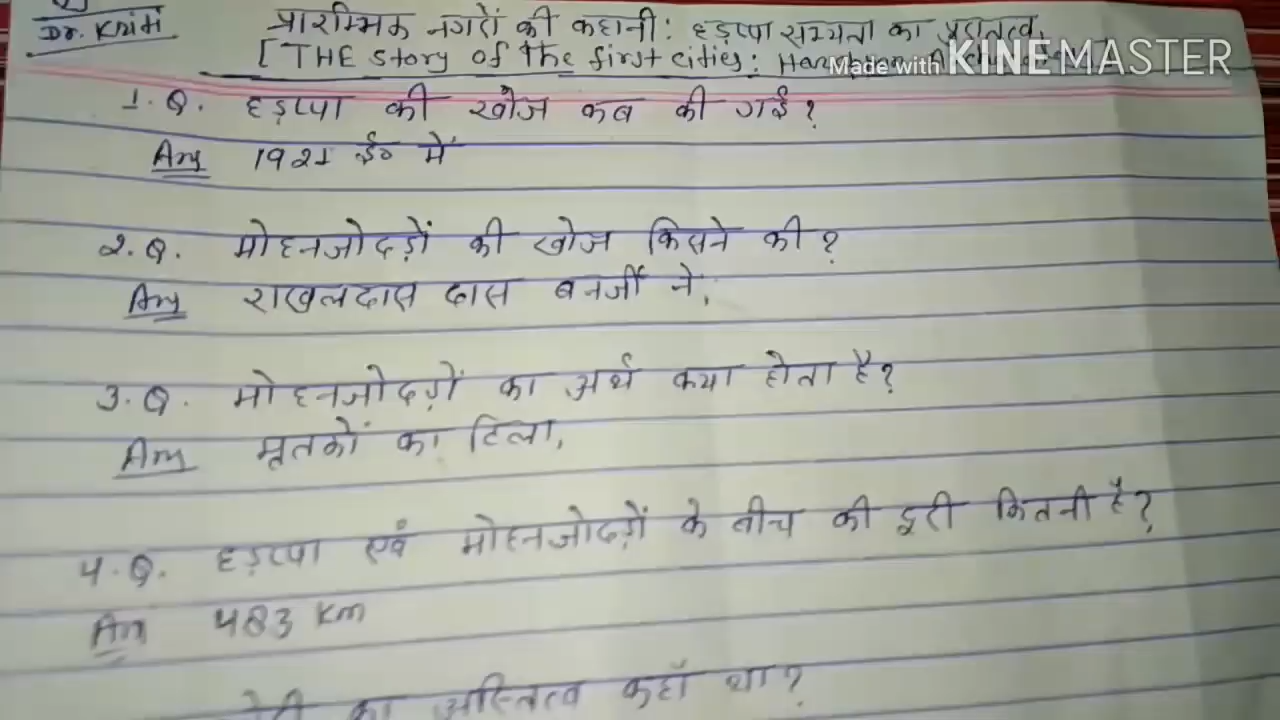 Dr. Kriti
प्रारम्भिक नगरों की कहानी: हड़प्पा सभ्यता का पुरातत्व,
[THE story of the first cities:
Made with KINEMASTER
1. Q. हड़प्पा की खोज कब की गई?
Ans 1921 ई० में
2. Q. मोहनजोदड़ों की खोज किसने की?
Ans राखलदास दास बनर्जी ने,
3. Q. मोहनजोदड़ों का अर्थ क्या होता है?
Ans मृतकों का टिला,
4. Q. हड़प्पा एवं मोहनजोदड़ों के बीच की दूरी कितनी है?
Ans 483 Km
का अस्तित्व कहाँ था?